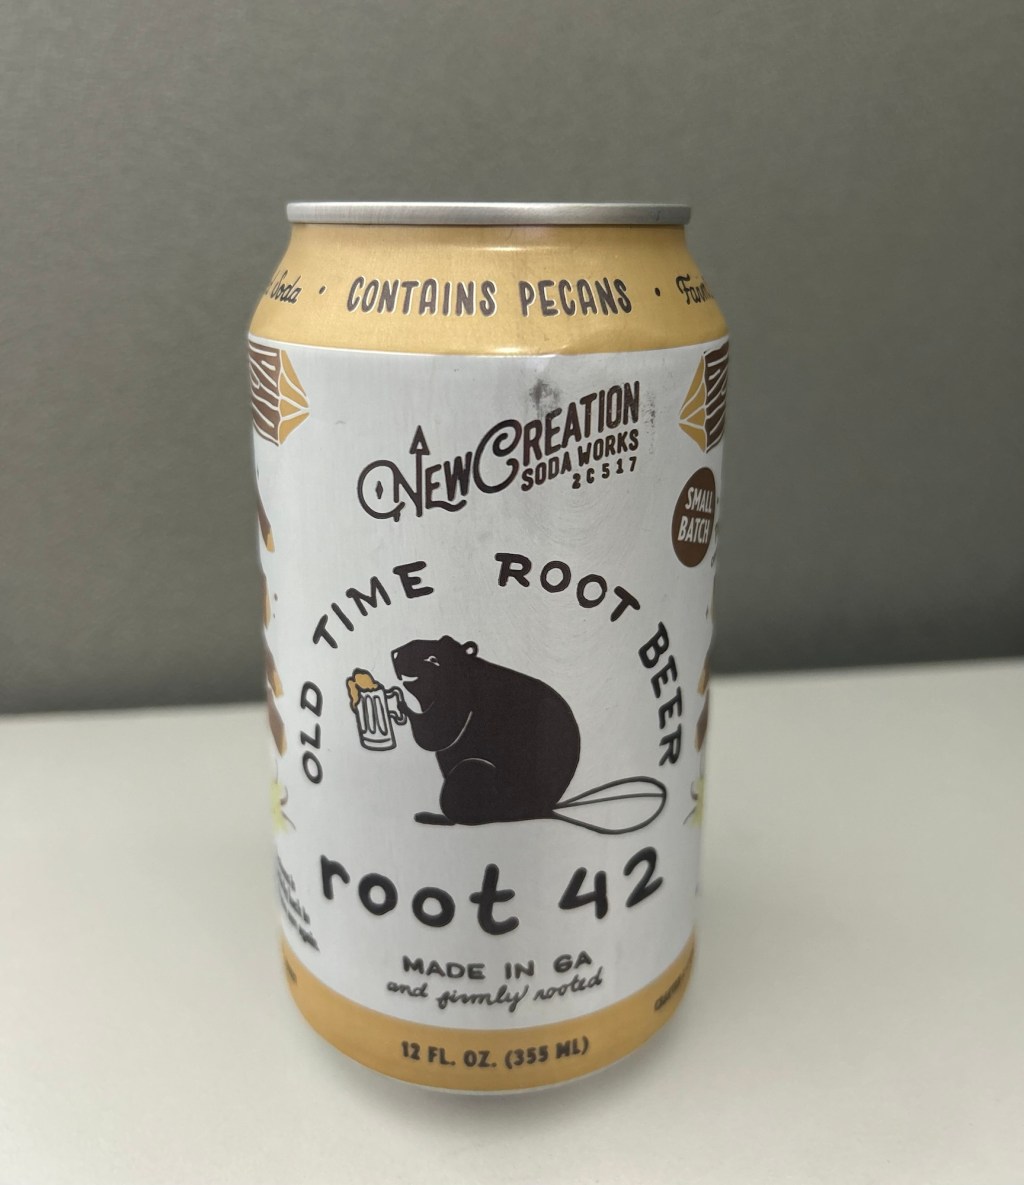 Soda • CONTAINS PECANS •
NEW CREATION
SODA WORKS
2C517
SMALL
BATCH
OLD TIME ROOT BEER
root 42
MADE IN GA
and firmly rooted
12 FL. OZ. (355 ML)